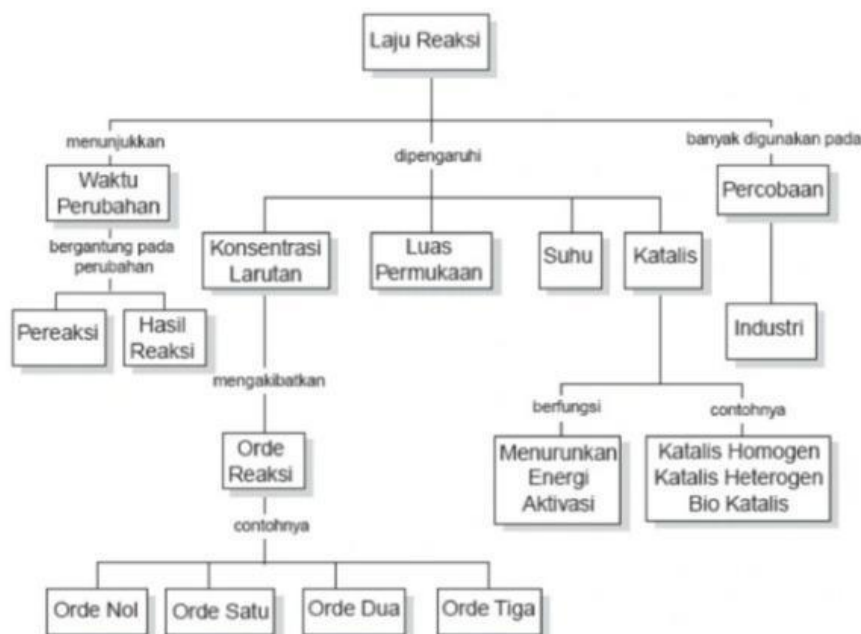 Laju Reaksi
menunjukkan
dipengaruhi
banyak digunakan pada
Waktu
Perubahan
Percobaan
bergantung pada
perubahan
Konsentrasi
Larutan
Luas
Permukaan
Suhu
Katalis
Pereaksi
Hasil
Reaksi
Industri
mengakibatkan
berfungsi
contohnya
Orde
Reaksi
Menurunkan
Energi
Aktivasi
Katalis Homogen
Katalis Heterogen
Bio Katalis
contohnya
Orde Nol
Orde Satu
Orde Dua
Orde Tiga